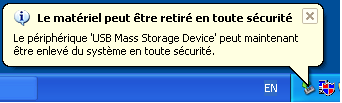 Le matériel peut être retiré en toute sécurité
Le périphérique 'USB Mass Storage Device' peut maintenant
être enlevé du système en toute sécurité.
EN